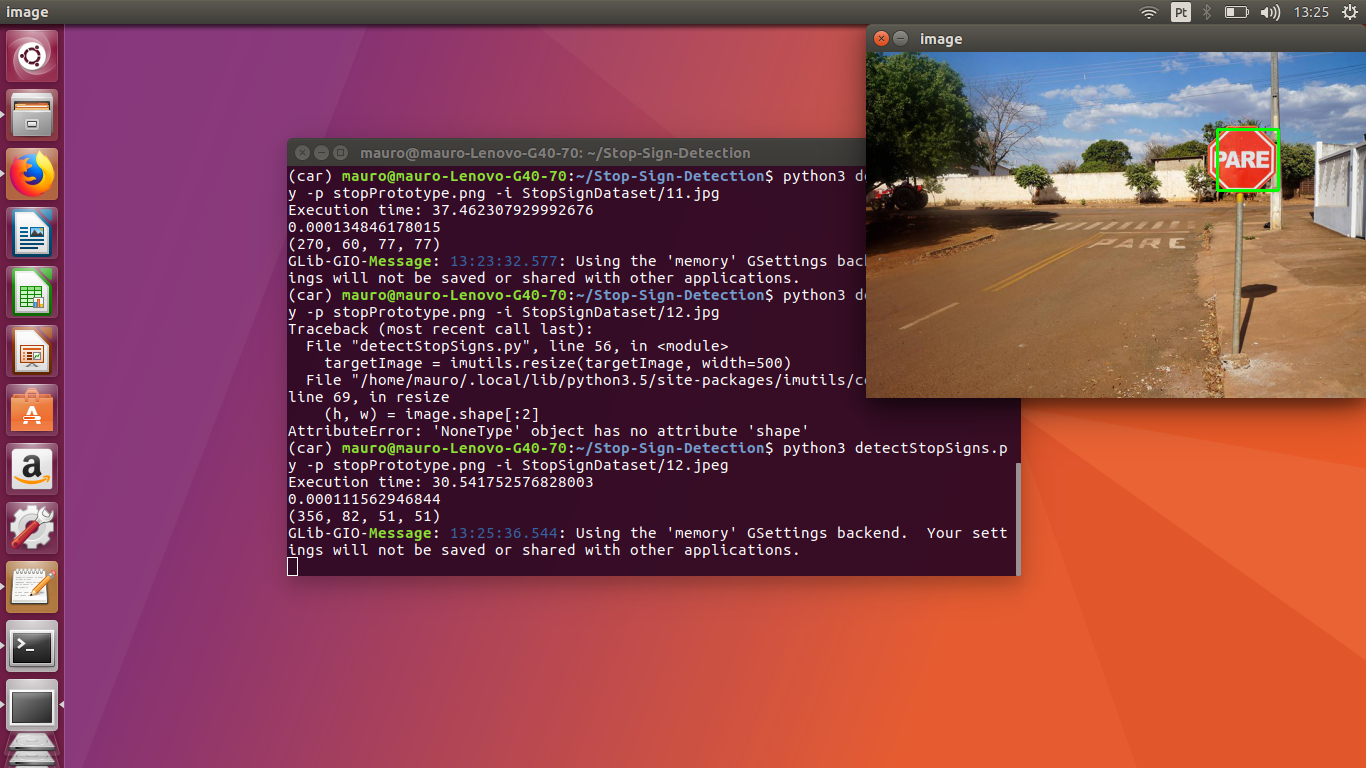 image
Pt
13:25
image
PARE
PARE
mauro@mauro-Lenovo-G40-70: ~/Stop-Sign-Detection
(car) mauro@mauro-Lenovo-G40-70:~/Stop-Sign-Detection$ python3 de
y -p stopPrototype.png -i StopSignDataset/11.jpg
Execution time: 37.462307929992676
0.000134846178015
(270, 60, 77, 77)
GLib-GIO-Message: 13:23:32.577: Using the 'memory' GSettings back
ings will not be saved or shared with other applications.
(car) mauro@mauro-Lenovo-G40-70:~/Stop-Sign-Detection$ python3 de
y -p stopPrototype.png -i StopSignDataset/12.jpg
Traceback (most recent call last):
  File "detectStopSigns.py", line 56, in <module>
    targetImage = imutils.resize(targetImage, width=500)
  File "/home/mauro/.local/lib/python3.5/site-packages/imutils/co
line 69, in resize
    (h, w) = image.shape[:2]
AttributeError: 'NoneType' object has no attribute 'shape'
(car) mauro@mauro-Lenovo-G40-70:~/Stop-Sign-Detection$ python3 detectStopSigns.p
y -p stopPrototype.png -i StopSignDataset/12.jpeg
Execution time: 30.541752576828003
0.000111562946844
(356, 82, 51, 51)
GLib-GIO-Message: 13:25:36.544: Using the 'memory' GSettings backend.  Your sett
ings will not be saved or shared with other applications.